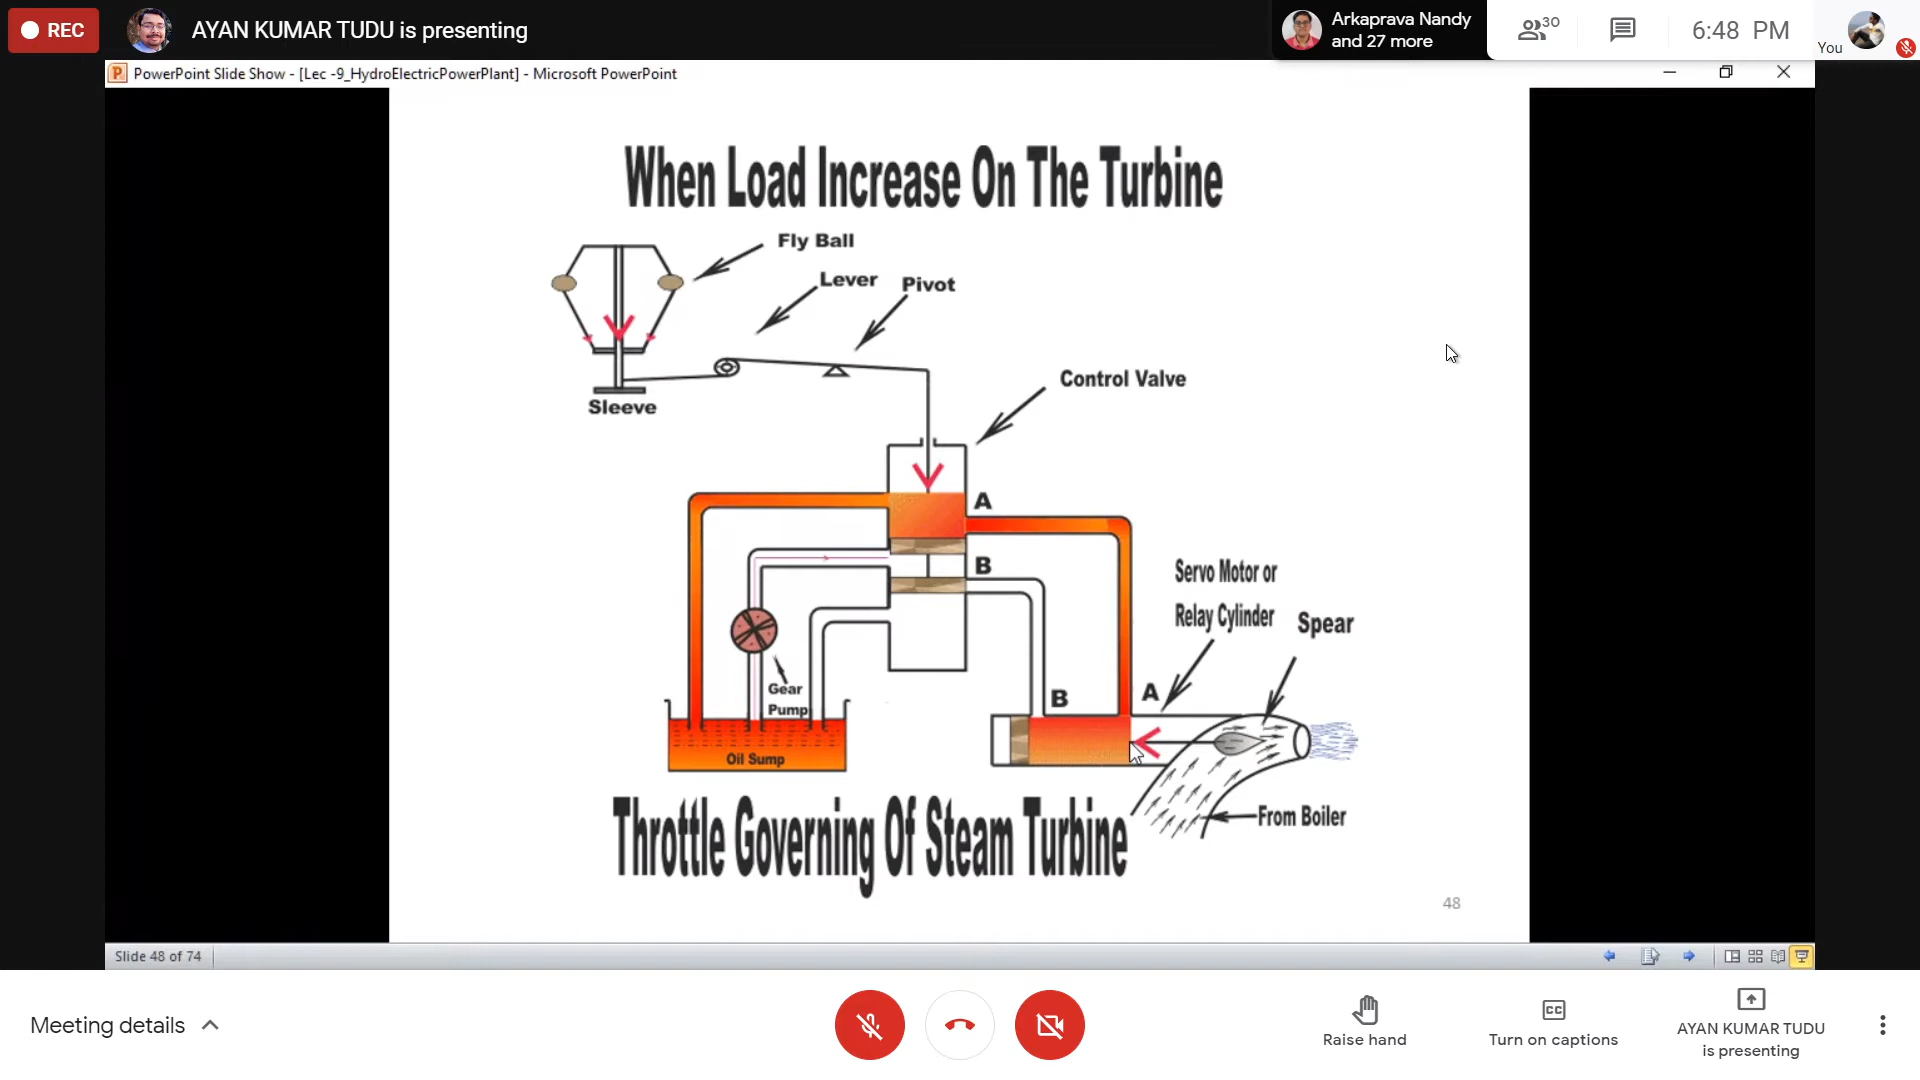 REC
AYAN KUMAR TUDU is presenting
Arkaprava Nandy
and 27 more
30
6:48 PM
You
PowerPoint Slide Show - [Lec -9_HydroElectricPowerPlant] - Microsoft PowerPoint
When Load Increase On The Turbine
Fly Ball
Lever
Pivot
Sleeve
Control Valve
A
B
Servo Motor or
Relay Cylinder
Spear
Gear
Pump
B
A
Oil Sump
From Boiler
Throttle Governing Of Steam Turbine
48
Slide 48 of 74
Meeting details
Raise hand
CC
Turn on captions
AYAN KUMAR TUDU
is presenting